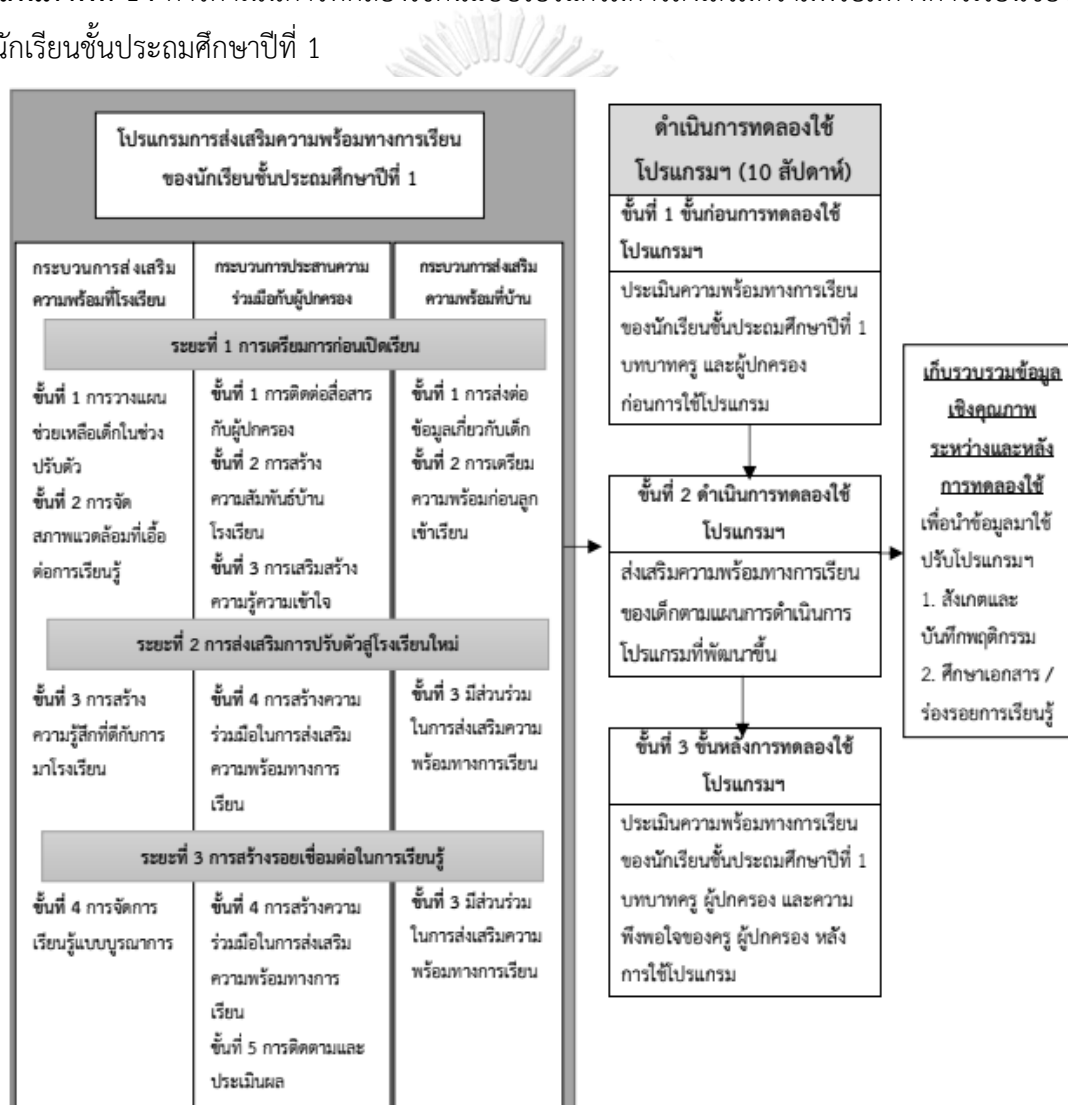 นักเรียนชั้นประถมศึกษาปีที่ 1
โปรแกรมการส่งเสริมความพร้อมทางการเรียน
ของนักเรียนชั้นประถมศึกษาปีที่ 1
กระบวนการส่งเสริม
ความพร้อมที่โรงเรียน
กระบวนการประสานความ
ร่วมมือกับผู้ปกครอง
กระบวนการส่งเสริม
ความพร้อมที่บ้าน
ระยะที่ 1 การเตรียมการก่อนเปิดเรียน
ขั้นที่ 1 การวางแผน
ช่วยเหลือเด็กในช่วง
ปรับตัว
ขั้นที่ 2 การจัด
สภาพแวดล้อมที่เอื้อ
ต่อการเรียนรู้
ขั้นที่ 1 การติดต่อสื่อสาร
กับผู้ปกครอง
ขั้นที่ 2 การสร้าง
ความสัมพันธ์บ้าน
โรงเรียน
ขั้นที่ 3 การเสริมสร้าง
ความรู้ความเข้าใจ
ขั้นที่ 1 การส่งต่อ
ข้อมูลเกี่ยวกับเด็ก
ขั้นที่ 2 การเตรียม
ความพร้อมก่อนลูก
เข้าเรียน
ระยะที่ 2 การส่งเสริมการปรับตัวสู่โรงเรียนใหม่
ขั้นที่ 3 การสร้าง
ความรู้สึกที่ดีกับการ
มาโรงเรียน
ขั้นที่ 4 การสร้างความ
ร่วมมือในการส่งเสริม
ความพร้อมทางการ
เรียน
ขั้นที่ 3 มีส่วนร่วม
ในการส่งเสริมความ
พร้อมทางการเรียน
ระยะที่ 3 การสร้างรอยเชื่อมต่อในการเรียนรู้
ขั้นที่ 4 การจัดการ
เรียนรู้แบบบูรณาการ
ขั้นที่ 4 การสร้างความ
ร่วมมือในการส่งเสริม
ความพร้อมทางการ
เรียน
ขั้นที่ 5 การติดตามและ
ประเมินผล
ขั้นที่ 3 มีส่วนร่วม
ในการส่งเสริมความ
พร้อมทางการเรียน
ดำเนินการทดลองใช้
โปรแกรมฯ (10 สัปดาห์)
ขั้นที่ 1 ขั้นก่อนการทดลองใช้
โปรแกรมฯ
ประเมินความพร้อมทางการเรียน
ของนักเรียนชั้นประถมศึกษาปีที่ 1
บทบาทครู และผู้ปกครอง
ก่อนการใช้โปรแกรม
ขั้นที่ 2 ดำเนินการทดลองใช้
โปรแกรมฯ
ส่งเสริมความพร้อมทางการเรียน
ของเด็กตามแผนการดำเนินการ
โปรแกรมที่พัฒนาขึ้น
ขั้นที่ 3 ขั้นหลังการทดลองใช้
โปรแกรมฯ
ประเมินความพร้อมทางการเรียน
ของนักเรียนชั้นประถมศึกษาปีที่ 1
บทบาทครู ผู้ปกครอง และความ
พึงพอใจของครู ผู้ปกครอง หลัง
การใช้โปรแกรม
เก็บรวบรวมข้อมูล
เชิงคุณภาพ
ระหว่างและหลัง
การทดลองใช้
เพื่อนำข้อมูลมาใช้
ปรับโปรแกรมฯ
1. สังเกตและ
บันทึกพฤติกรรม
2. ศึกษาเอกสาร /
ร่องรอยการเรียนรู้